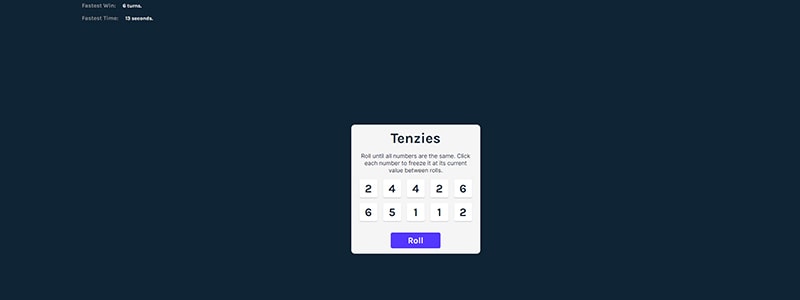 Fastest Win: 6 turns.
Fastest Time: 13 seconds.
Tenzies
Roll until all numbers are the same. Click
each number to freeze it at its current
value between rolls.
2 4 4 2 6
6 5 1 1 2
Roll